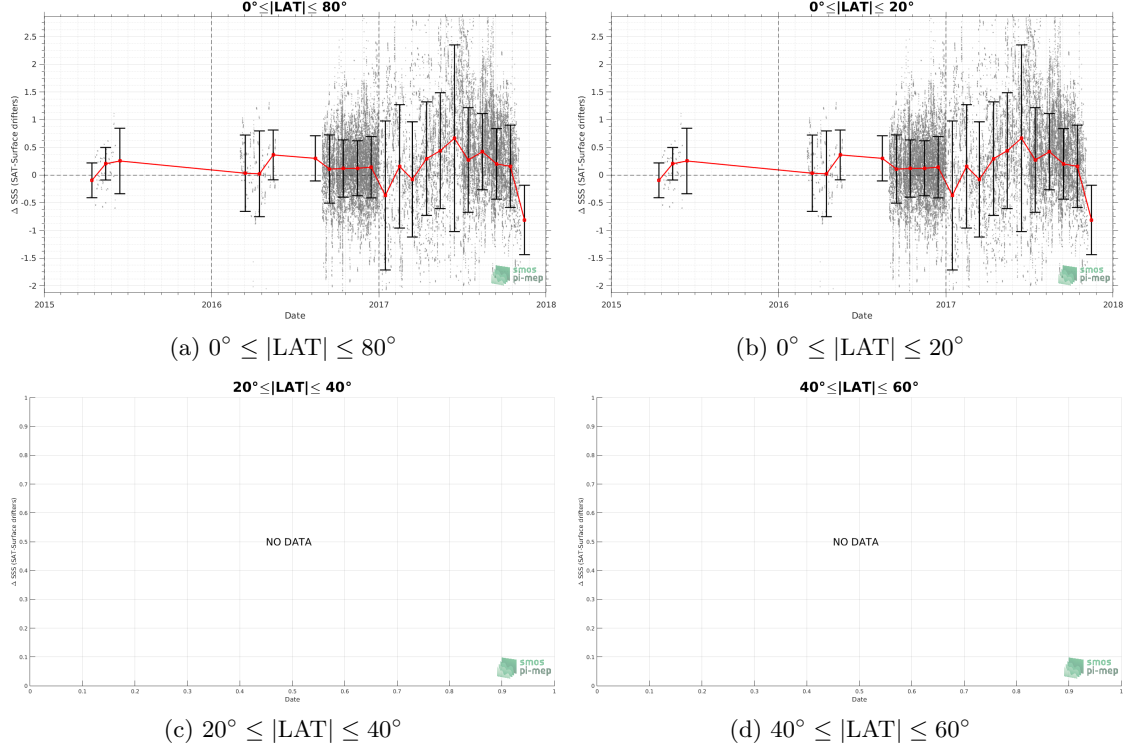 0°≤|LAT|≤ 80°
Δ SSS (SAT-Surface drifters)
2.5
2
1.5
1
0.5
0
-0.5
-1
-1.5
-2
2015
2016
2017
2018
Date
smos
pi-mep
(a) 0° ≤ |LAT| ≤ 80°
0°≤|LAT|≤ 20°
Δ SSS (SAT-Surface drifters)
2.5
2
1.5
1
0.5
0
-0.5
-1
-1.5
-2
2015
2016
2017
2018
Date
smos
pi-mep
(b) 0° ≤ |LAT| ≤ 20°
20°≤|LAT|≤ 40°
Δ SSS (SAT-Surface drifters)
1
0.9
0.8
0.7
0.6
0.5
0.4
0.3
0.2
0.1
0
NO DATA
0 0.1 0.2 0.3 0.4 0.5 0.6 0.7 0.8 0.9 1
Date
smos
pi-mep
(c) 20° ≤ |LAT| ≤ 40°
40°≤|LAT|≤ 60°
Δ SSS (SAT-Surface drifters)
1
0.9
0.8
0.7
0.6
0.5
0.4
0.3
0.2
0.1
0
NO DATA
0 0.1 0.2 0.3 0.4 0.5 0.6 0.7 0.8 0.9 1
Date
smos
pi-mep
(d) 40° ≤ |LAT| ≤ 60°